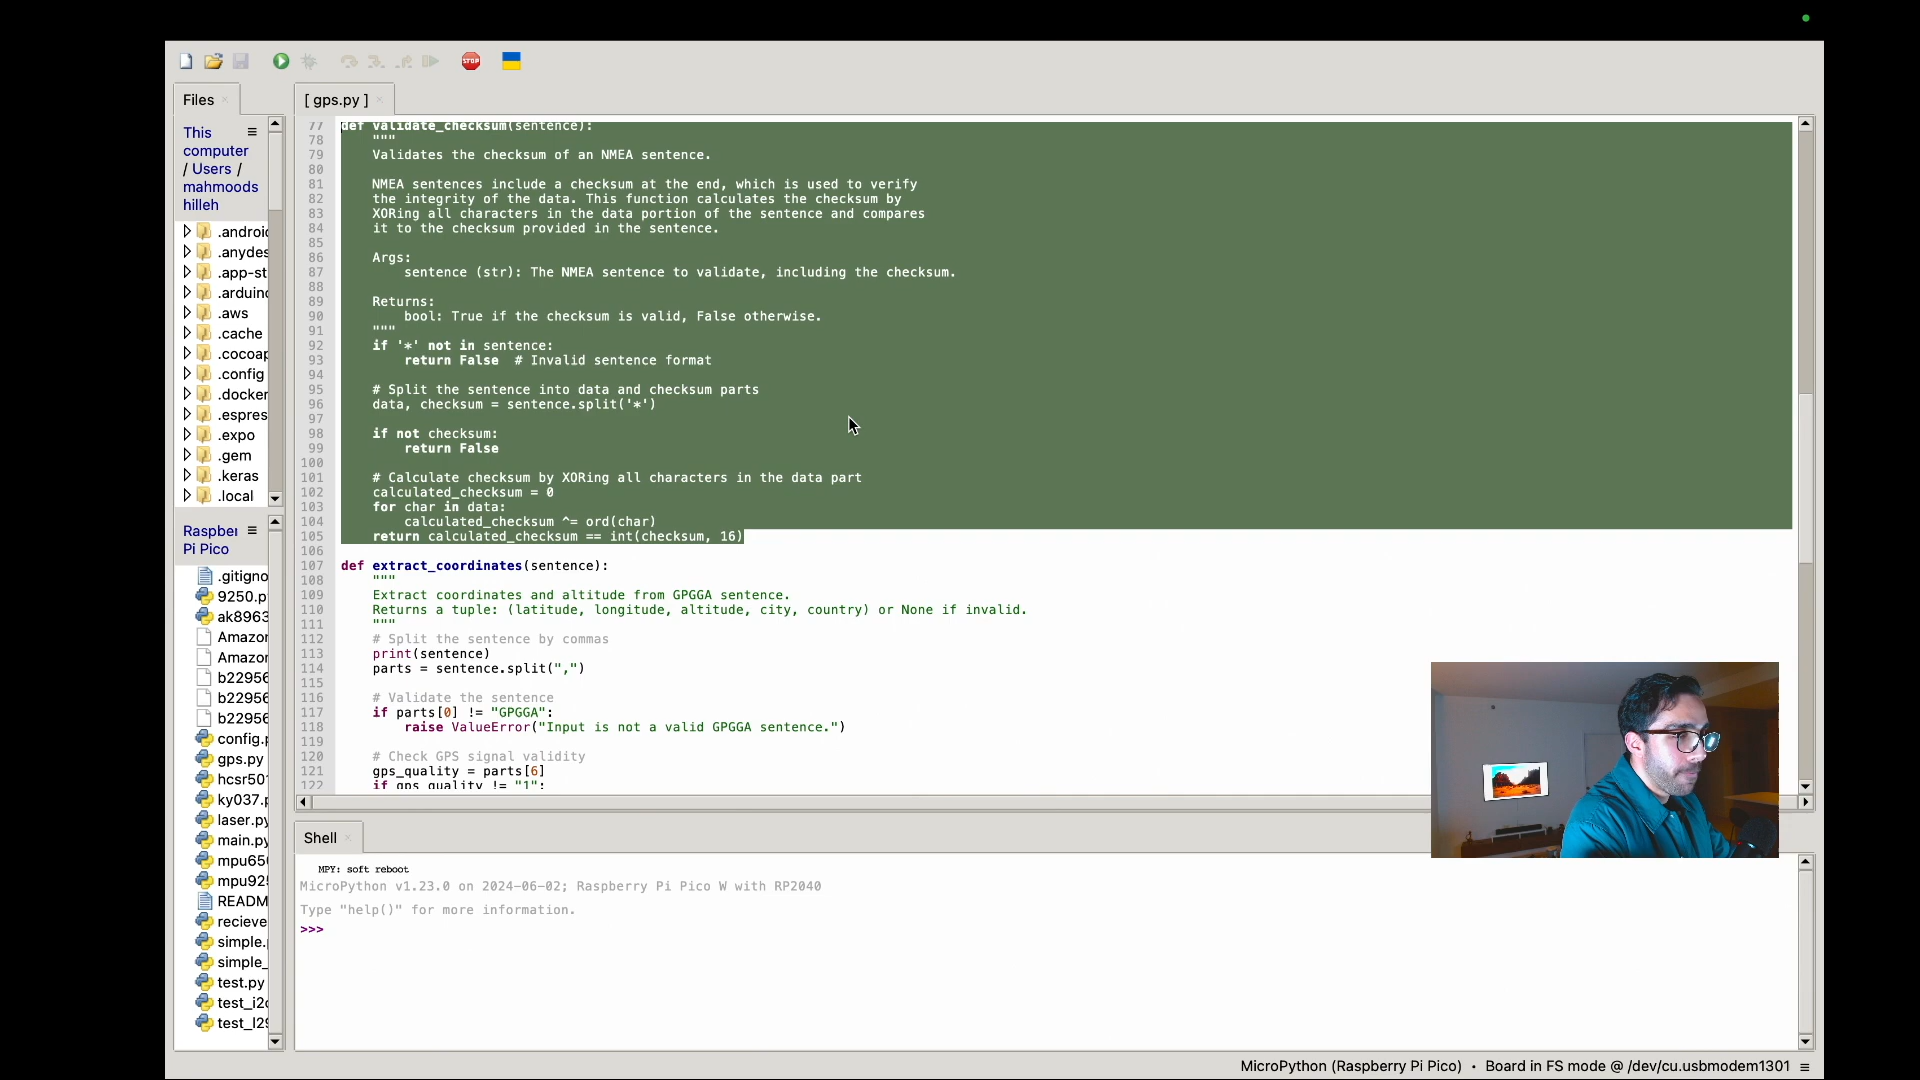 STOP
Files
[ gps.py ]
This
computer
/ Users /
mahmoods
hilleh
.android
.anydes
.app-st
.arduino
.aws
.cache
.cocoap
.config
.docker
.espres
.expo
.gem
.keras
.local
Raspber
Pi Pico
.gitigno
9250.p
ak8963
Amazon
Amazon
b22956
b22956
b22956
config.p
gps.py
hcsr501
ky037.p
laser.py
main.py
mpu650
mpu925
READM
recieve
simple.p
simple_
test.py
test_i2c
test_l29
77 def validate_checksum(sentence):
78 """
79 Validates the checksum of an NMEA sentence.
80
81 NMEA sentences include a checksum at the end, which is used to verify
82 the integrity of the data. This function calculates the checksum by
83 XORing all characters in the data portion of the sentence and compares
84 it to the checksum provided in the sentence.
85
86 Args:
87 sentence (str): The NMEA sentence to validate, including the checksum.
88
89 Returns:
90 bool: True if the checksum is valid, False otherwise.
91 """
92 if '*' not in sentence:
93 return False # Invalid sentence format
94
95 # Split the sentence into data and checksum parts
96 data, checksum = sentence.split('*')
97
98 if not checksum:
99 return False
100
101 # Calculate checksum by XORing all characters in the data part
102 calculated_checksum = 0
103 for char in data:
104 calculated_checksum ^= ord(char)
105 return calculated_checksum == int(checksum, 16)
106
107 def extract_coordinates(sentence):
108 """
109 Extract coordinates and altitude from GPGGA sentence.
110 Returns a tuple: (latitude, longitude, altitude, city, country) or None if invalid.
111 """
112 # Split the sentence by commas
113 print(sentence)
114 parts = sentence.split(",")
115
116 # Validate the sentence
117 if parts[0] != "GPGGA":
118 raise ValueError("Input is not a valid GPGGA sentence.")
119
120 # Check GPS signal validity
121 gps_quality = parts[6]
122 if gps_quality != "1":
Shell
MPY: soft reboot
MicroPython v1.23.0 on 2024-06-02; Raspberry Pi Pico W with RP2040
Type "help()" for more information.
>>>
MicroPython (Raspberry Pi Pico) • Board in FS mode @ /dev/cu.usbmodem1301